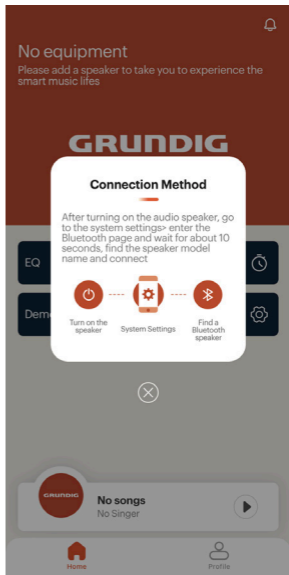 No equipment
Please add a speaker to take you to experience the
smart music lifes
GRUNDIG
Connection Method
After turning on the audio speaker, go
to the system settings> enter the
Bluetooth page and wait for about 10
seconds, find the speaker model
name and connect
Turn on the
speaker
System Settings
Find a
Bluetooth
speaker
EQ
Dem
GRUNDIG
No songs
No Singer
Home
Profile